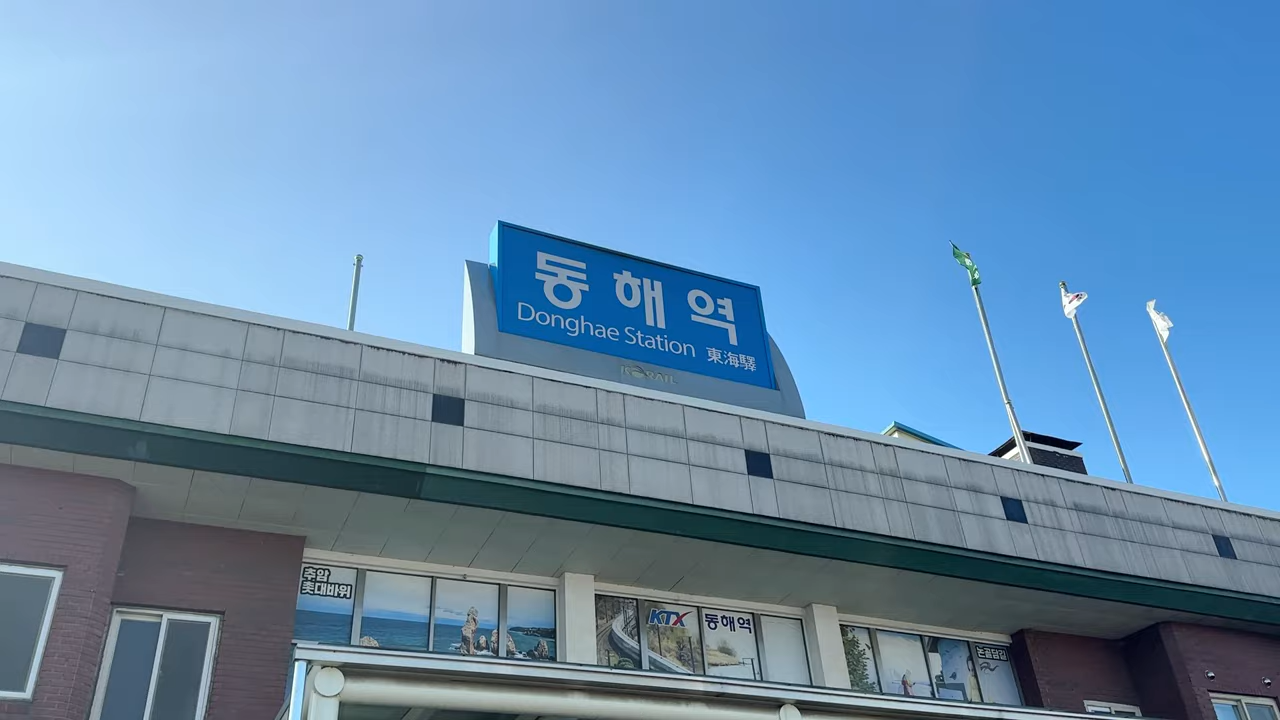 동해역
Donghae Station 東海驛
KORAIL
추암
촛대바위
KTX 동해역
논골담길